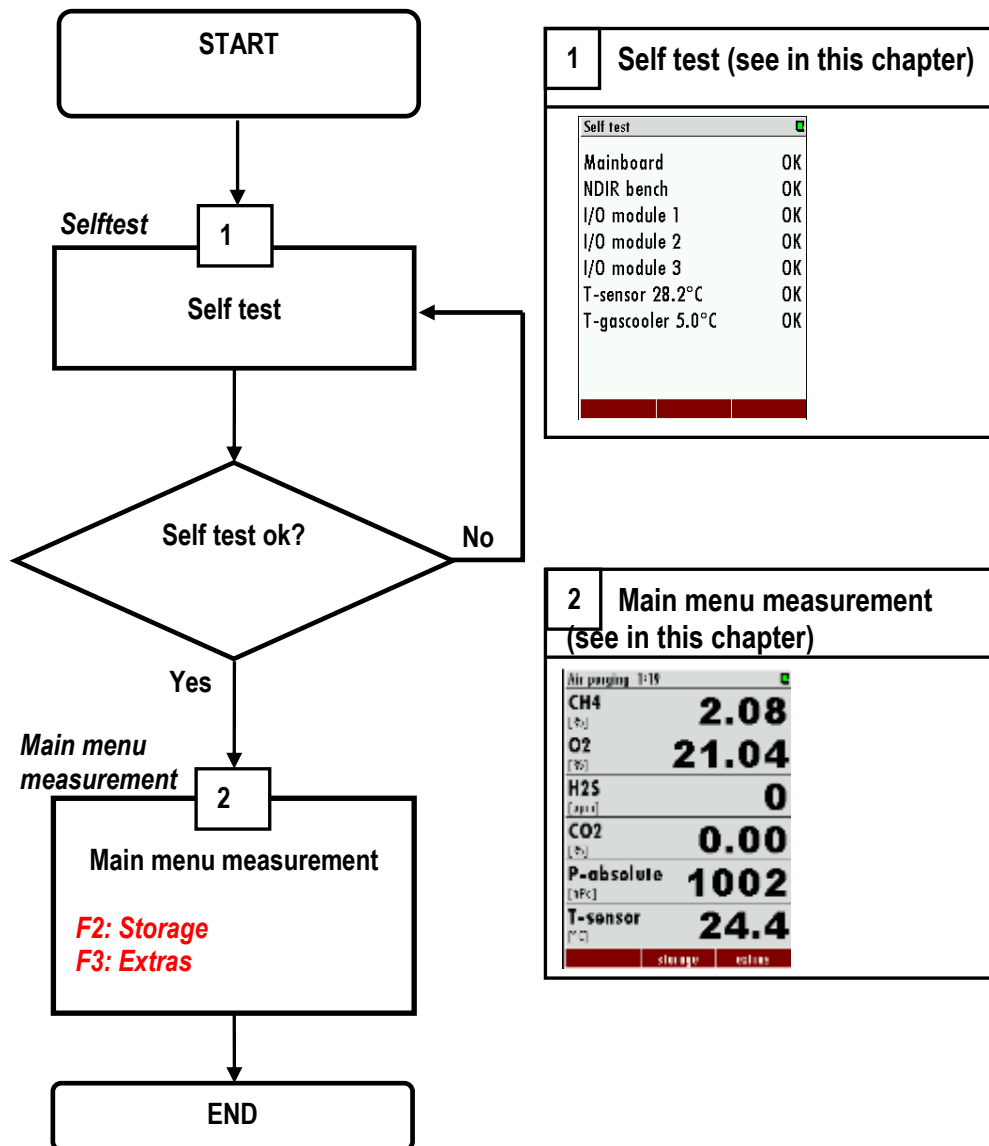 START
Selftest
1
Self test
Self test ok?
No
Yes
Main menu
measurement
2
Main menu measurement
F2: Storage
F3: Extras
END
1 Self test (see in this chapter)
Self test
Mainboard OK
NDIR bench OK
I/O module 1 OK
I/O module 2 OK
I/O module 3 OK
T-sensor 28.2°C OK
T-gascooler 5.0°C OK
2 Main menu measurement
(see in this chapter)
Air purging 1:19
CH4 2.08
[%]
O2 21.04
[%]
H2S 0
[ppm]
CO2 0.00
[%]
P-absolute 1002
[hPa]
T-sensor 24.4
[°C]
storage extras